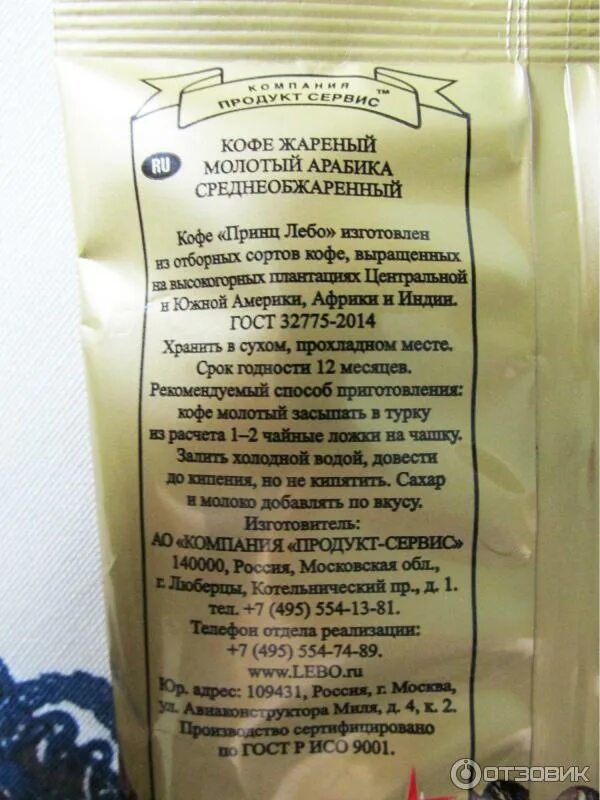 КОМПАНИЯ
ПРОДУКТ СЕРВИС™
RU
КОФЕ ЖАРЕНЫЙ
МОЛОТЫЙ АРАБИКА
СРЕДНЕОБЖАРЕННЫЙ
Кофе «Принц Лебо» изготовлен
из отборных сортов кофе, выращенных
на высокогорных плантациях Центральной
и Южной Америки, Африки и Индии.
ГОСТ 32775-2014
Хранить в сухом, прохладном месте.
Срок годности 12 месяцев.
Рекомендуемый способ приготовления:
кофе молотый засыпать в турку
из расчета 1–2 чайные ложки на чашку.
Залить холодной водой, довести
до кипения, но не кипятить. Сахар
и молоко добавлять по вкусу.
Изготовитель:
АО «КОМПАНИЯ «ПРОДУКТ-СЕРВИС»
140000, Россия, Московская обл.,
г. Люберцы, Котельнический пр., д. 1.
тел. +7 (495) 554-13-81.
Телефон отдела реализации:
+7 (495) 554-74-89.
www.LEBO.ru
Юр. адрес: 109431, Россия, г. Москва,
ул. Авиаконструктора Миля, д. 4, к. 2.
Производство сертифицировано
по ГОСТ Р ИСО 9001.
ОТЗОВИК